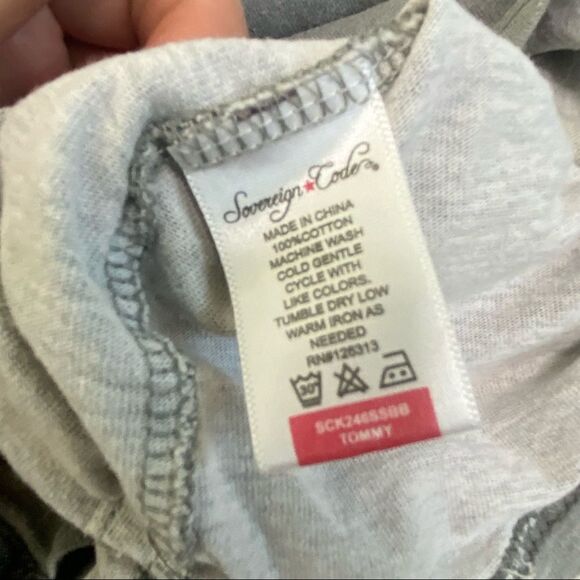 Sovereign Code
MADE IN CHINA
100%COTTON
MACHINE WASH
COLD GENTLE
CYCLE WITH
LIKE COLORS.
TUMBLE DRY LOW
WARM IRON AS
NEEDED
RN#126313
30
SCK246SSBB
TOMMY